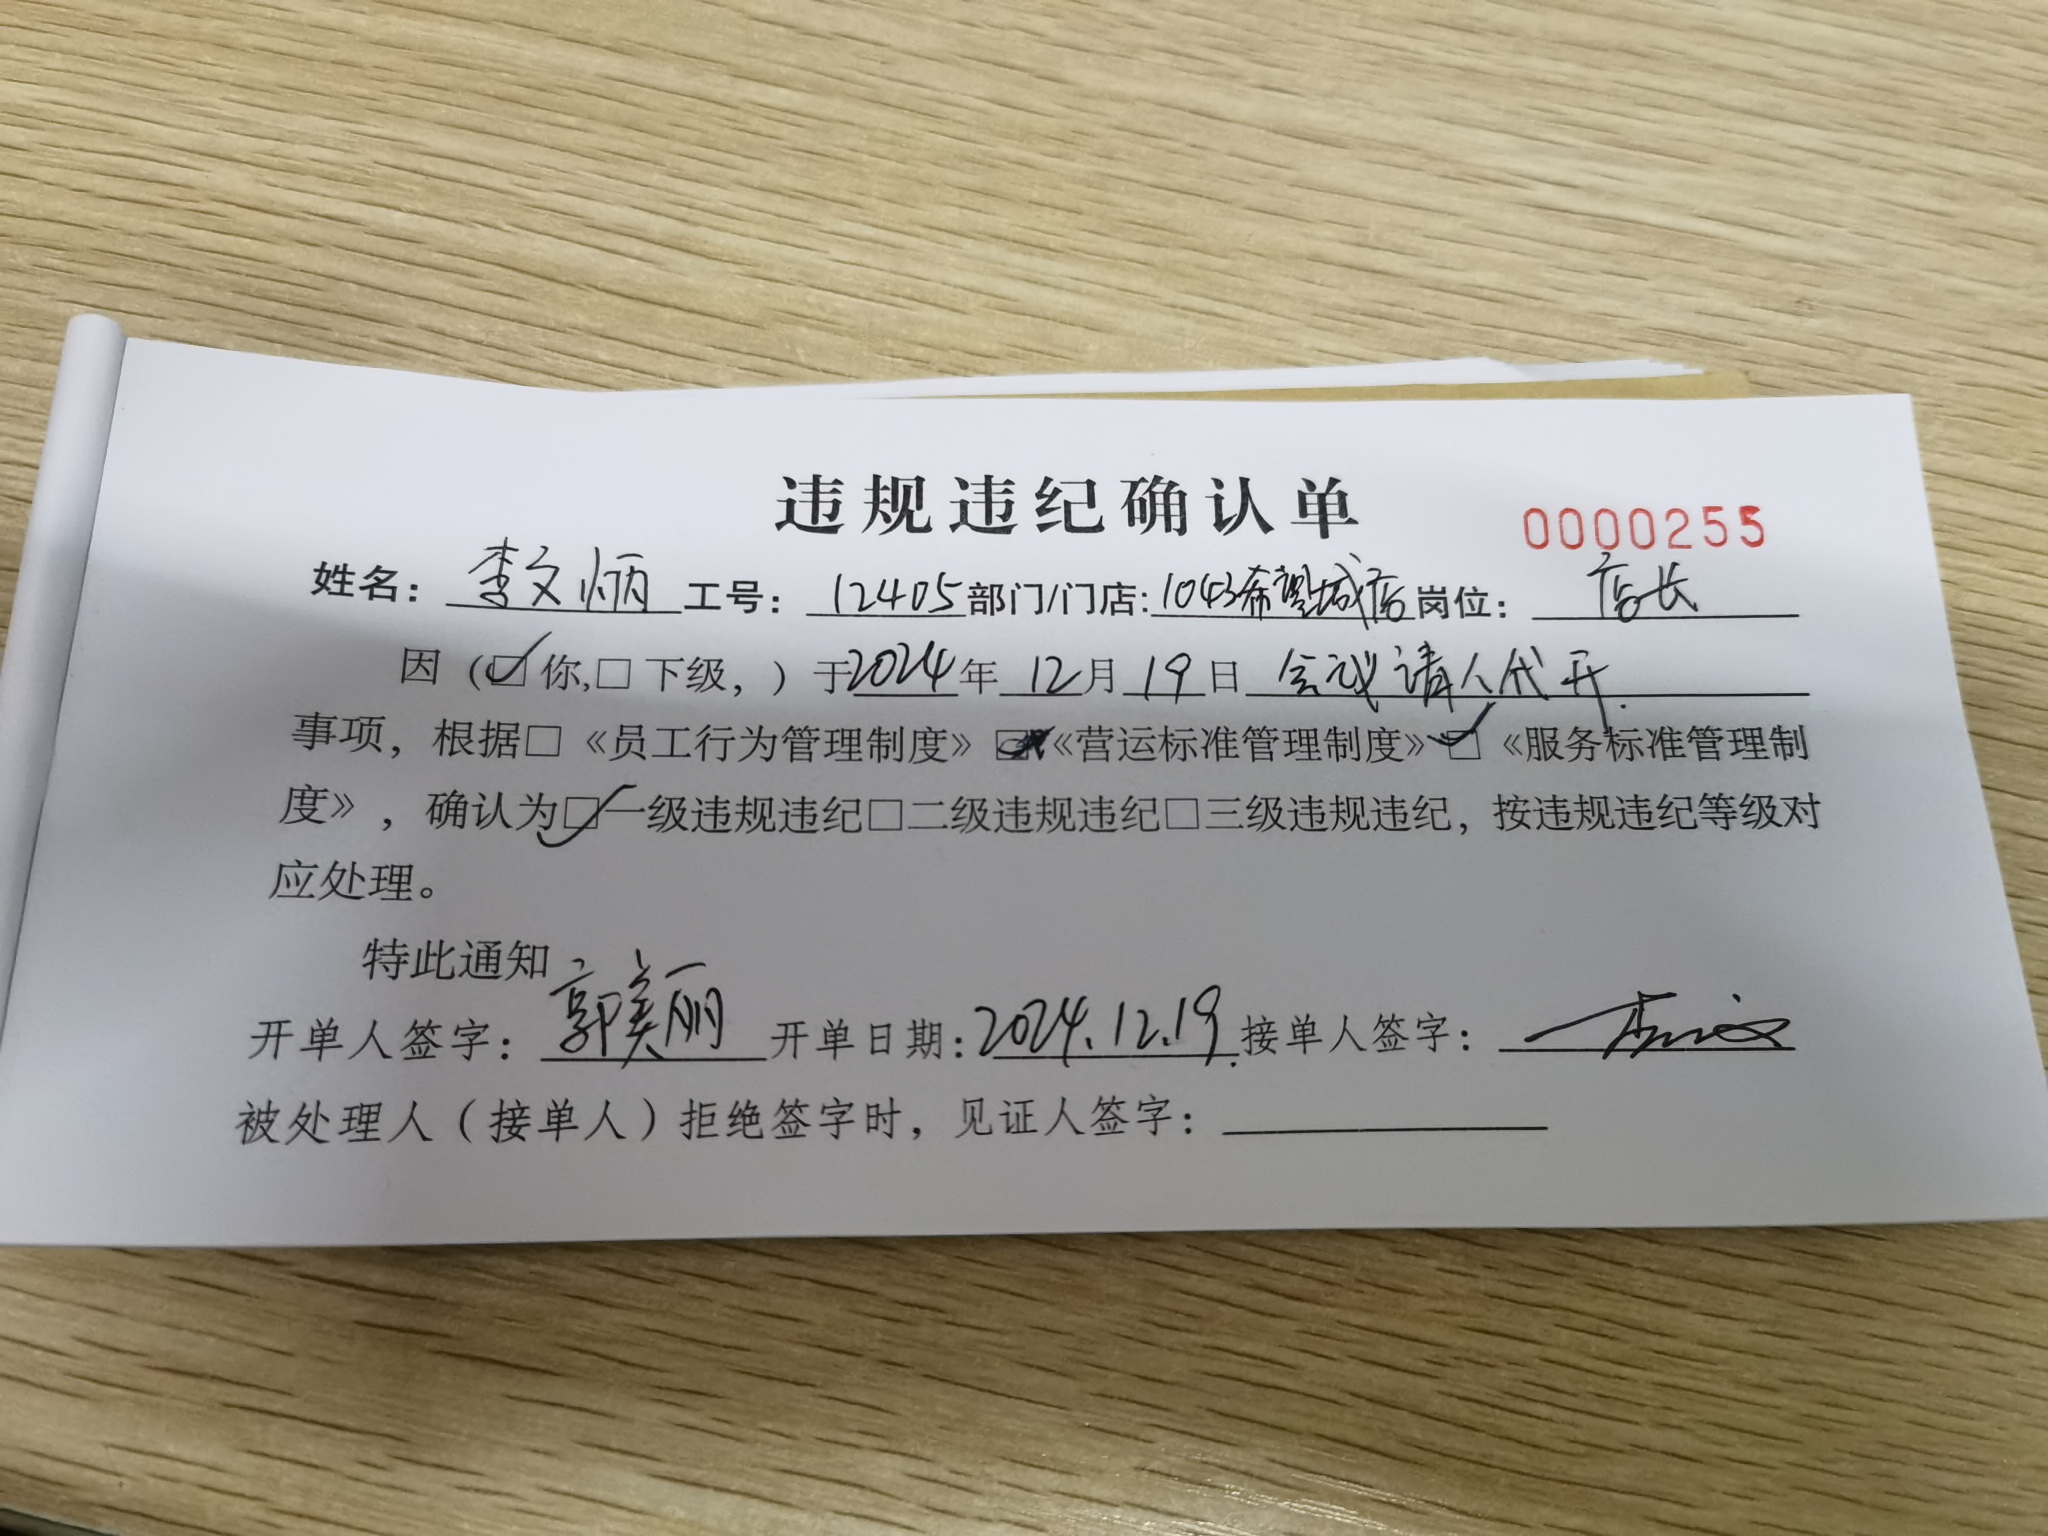 违规违纪确认单
0000255
姓名：李文炳 工号：12405 部门/门店：1043希望城店 岗位：店长
因（☑你,□下级，）于2024年12月19日会议请人代开.
事项，根据□《员工行为管理制度》☑《营运标准管理制度》☑《服务标准管理制
度》，确认为☑一级违规违纪□二级违规违纪□三级违规违纪，按违规违纪等级对
应处理。
特此通知
开单人签字：郭美丽 开单日期：2024.12.19. 接单人签字：李文
被处理人（接单人）拒绝签字时，见证人签字：